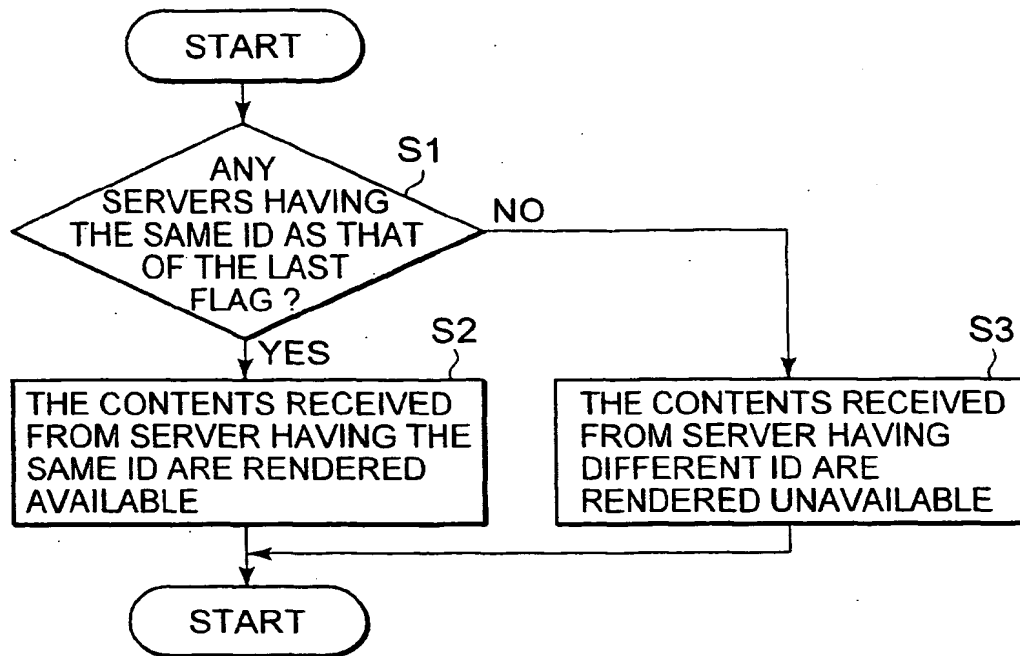 START
S1
ANY
SERVERS HAVING
THE SAME ID AS THAT
OF THE LAST
FLAG ?
NO
YES
S2
THE CONTENTS RECEIVED
FROM SERVER HAVING THE
SAME ID ARE RENDERED
AVAILABLE
S3
THE CONTENTS RECEIVED
FROM SERVER HAVING
DIFFERENT ID ARE
RENDERED UNAVAILABLE
START